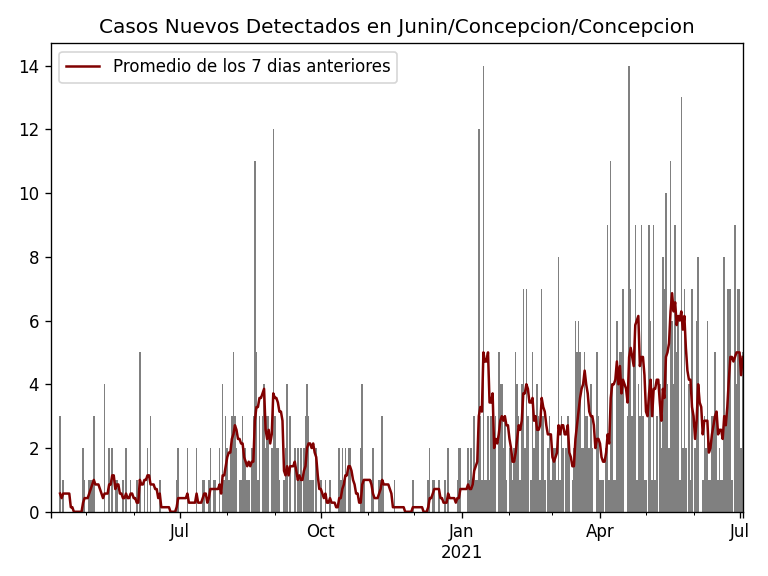 Casos Nuevos Detectados en Junin/Concepcion/Concepcion
Promedio de los 7 dias anteriores
14
12
10
8
6
4
2
0
Jul
Oct
Jan
2021
Apr
Jul